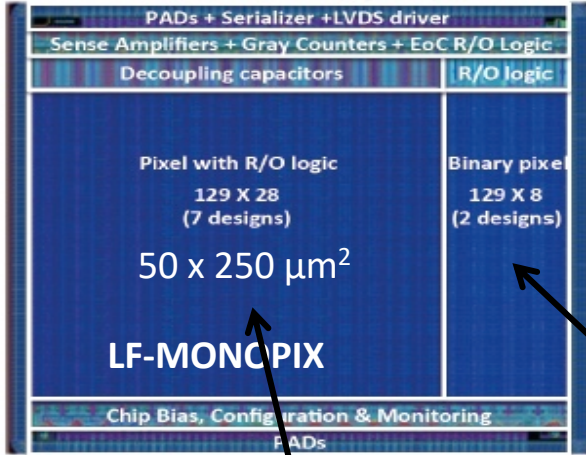 PADs + Serializer +LVDS driver
Sense Amplifiers + Gray Counters + EoC R/O Logic
Decoupling capacitors
R/O logic
Pixel with R/O logic
129 X 28
(7 designs)
50 x 250 µm²
LF-MONOPIX
Binary pixel
129 X 8
(2 designs)
Chip Bias, Configuration & Monitoring
PADs